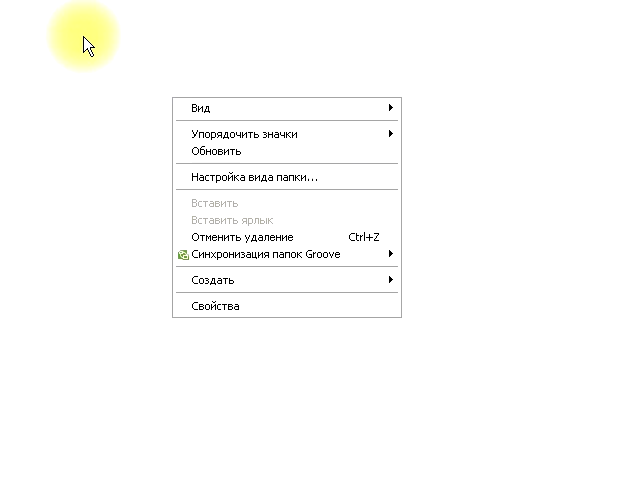 Вид
Упорядочить значки
Обновить
Настройка вида папки...
Вставить
Вставить ярлык
Отменить удаление Ctrl+Z
Синхронизация папок Groove
Создать
Свойства